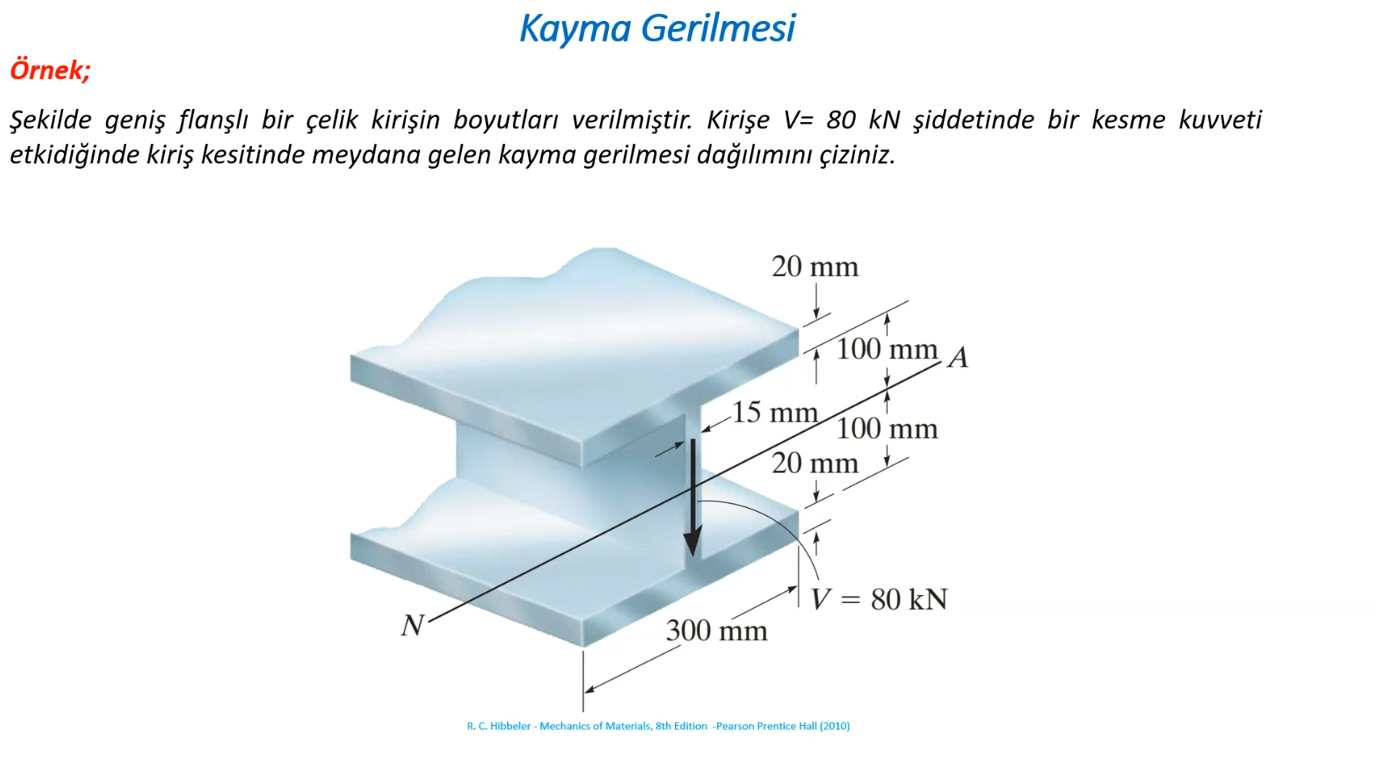 Kayma Gerilmesi
Örnek;
Şekilde geniş flanşlı bir çelik kirişin boyutları verilmiştir. Kirişe V= 80 kN şiddetinde bir kesme kuvveti
etkidiğinde kiriş kesitinde meydana gelen kayma gerilmesi dağılımını çiziniz.
20 mm
100 mm
A
15 mm
100 mm
20 mm
V = 80 kN
N
300 mm
R. C. Hibbeler - Mechanics of Materials, 8th Edition -Pearson Prentice Hall (2010)